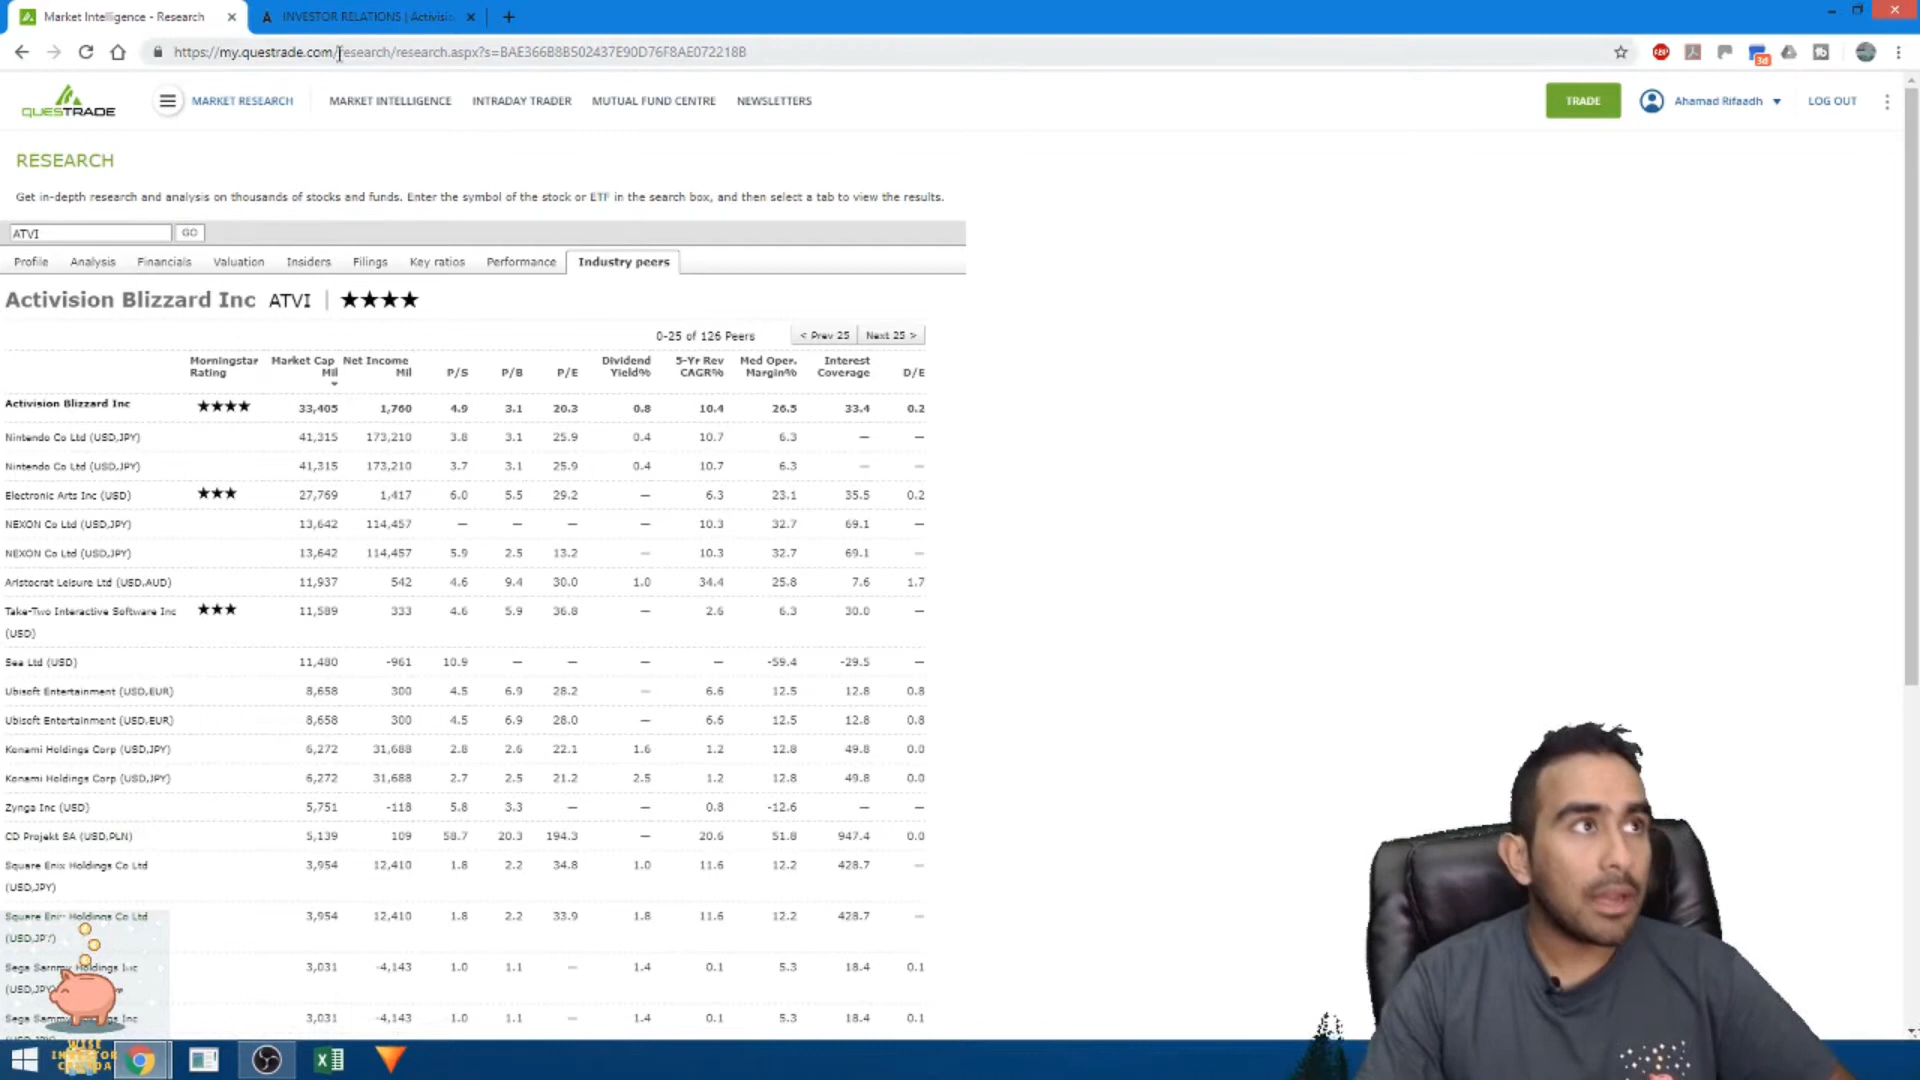 Market Intelligence - Research
INVESTOR RELATIONS | Activisi
https://my.questrade.com/research/research.aspx?s=BAE366B8B502437E90D76F8AE072218B
3d
QUESTRADE
MARKET RESEARCH
MARKET INTELLIGENCE
INTRADAY TRADER
MUTUAL FUND CENTRE
NEWSLETTERS
TRADE
Ahamad Rifaadh
LOG OUT
RESEARCH
Get in-depth research and analysis on thousands of stocks and funds. Enter the symbol of the stock or ETF in the search box, and then select a tab to view the results.
ATVI GO
Profile Analysis Financials Valuation Insiders Filings Key ratios Performance Industry peers
Activision Blizzard Inc ATVI | ★★★★
0-25 of 126 Peers < Prev 25 Next 25 >
Morningstar Market Cap Net Income Dividend 5-Yr Rev Med Oper. Interest
Rating Mil Mil P/S P/B P/E Yield% CAGR% Margin% Coverage D/E
Activision Blizzard Inc ★★★★ 33,405 1,760 4.9 3.1 20.3 0.8 10.4 26.5 33.4 0.2
Nintendo Co Ltd (USD,JPY) 41,315 173,210 3.8 3.1 25.9 0.4 10.7 6.3 — —
Nintendo Co Ltd (USD,JPY) 41,315 173,210 3.7 3.1 25.9 0.4 10.7 6.3 — —
Electronic Arts Inc (USD) ★★★ 27,769 1,417 6.0 5.5 29.2 — 6.3 23.1 35.5 0.2
NEXON Co Ltd (USD,JPY) 13,642 114,457 — — — — 10.3 32.7 69.1 —
NEXON Co Ltd (USD,JPY) 13,642 114,457 5.9 2.5 13.2 — 10.3 32.7 69.1 —
Aristocrat Leisure Ltd (USD,AUD) 11,937 542 4.6 9.4 30.0 1.0 34.4 25.8 7.6 1.7
Take-Two Interactive Software Inc ★★★ 11,589 333 4.6 5.9 36.8 — 2.6 6.3 30.0 —
(USD)
Sea Ltd (USD) 11,480 -961 10.9 — — — — -59.4 -29.5 —
Ubisoft Entertainment (USD,EUR) 8,658 300 4.5 6.9 28.2 — 6.6 12.5 12.8 0.8
Ubisoft Entertainment (USD,EUR) 8,658 300 4.5 6.9 28.0 — 6.6 12.5 12.8 0.8
Konami Holdings Corp (USD,JPY) 6,272 31,688 2.8 2.6 22.1 1.6 1.2 12.8 49.8 0.0
Konami Holdings Corp (USD,JPY) 6,272 31,688 2.7 2.5 21.2 2.5 1.2 12.8 49.8 0.0
Zynga Inc (USD) 5,751 -118 5.8 3.3 — — 0.8 -12.6 — —
CD Projekt SA (USD,PLN) 5,139 109 58.7 20.3 194.3 — 20.6 51.8 947.4 0.0
Square Enix Holdings Co Ltd 3,954 12,410 1.8 2.2 34.8 1.0 11.6 12.2 428.7 —
(USD,JPY)
Square Enix Holdings Co Ltd 3,954 12,410 1.8 2.2 33.9 1.8 11.6 12.2 428.7 —
(USD,JPY)
Sega Sammy Holdings Inc 3,031 -4,143 1.0 1.1 — 1.4 0.1 5.3 18.4 0.1
(USD,JPY)
Sega Sammy Holdings Inc 3,031 -4,143 1.0 1.1 — 1.4 0.1 5.3 18.4 0.1
WISE
INVESTOR
CANADA